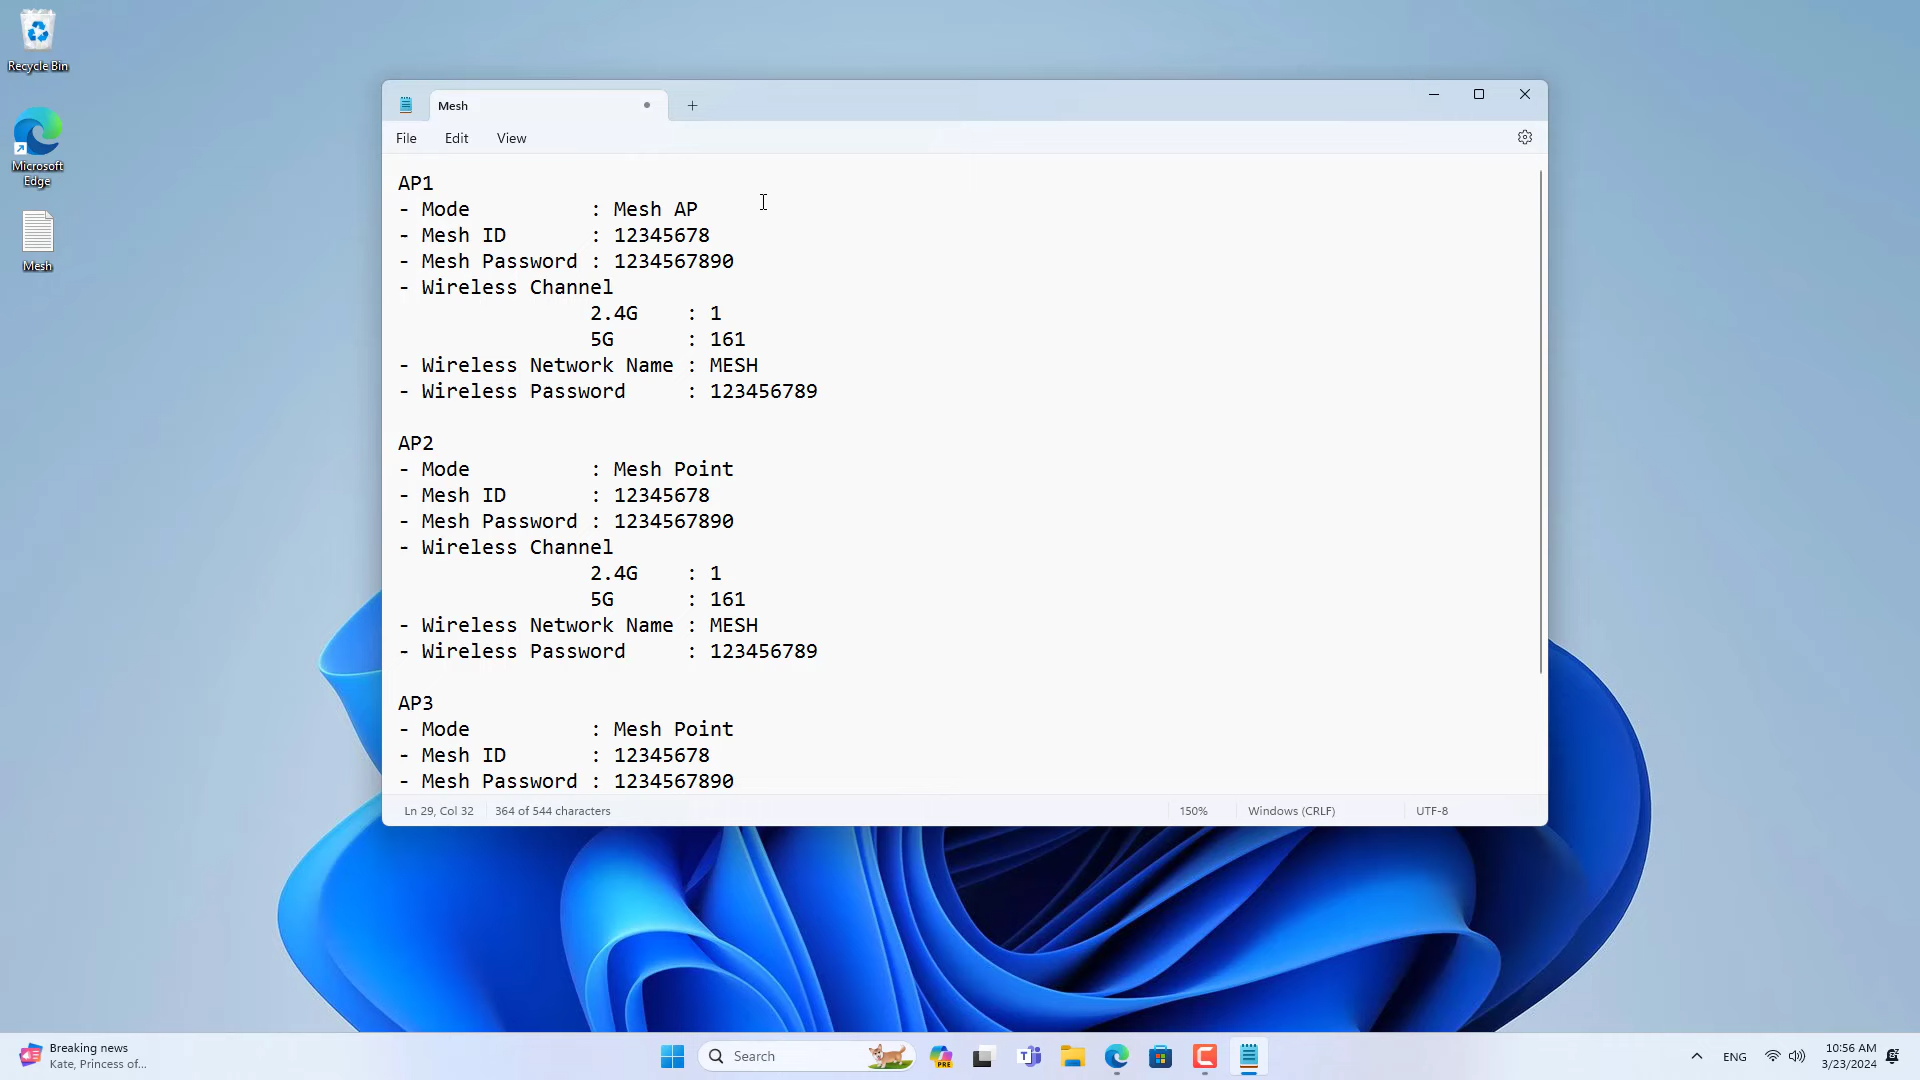 Recycle Bin
Microsoft
Edge
Mesh
Mesh
File Edit View
AP1
- Mode : Mesh AP
- Mesh ID : 12345678
- Mesh Password : 1234567890
- Wireless Channel
2.4G : 1
5G : 161
- Wireless Network Name : MESH
- Wireless Password : 123456789
AP2
- Mode : Mesh Point
- Mesh ID : 12345678
- Mesh Password : 1234567890
- Wireless Channel
2.4G : 1
5G : 161
- Wireless Network Name : MESH
- Wireless Password : 123456789
AP3
- Mode : Mesh Point
- Mesh ID : 12345678
- Mesh Password : 1234567890
Ln 29, Col 32 364 of 544 characters 150% Windows (CRLF) UTF-8
Breaking news
Kate, Princess of...
Search
PRE
ENG
10:56 AM
3/23/2024